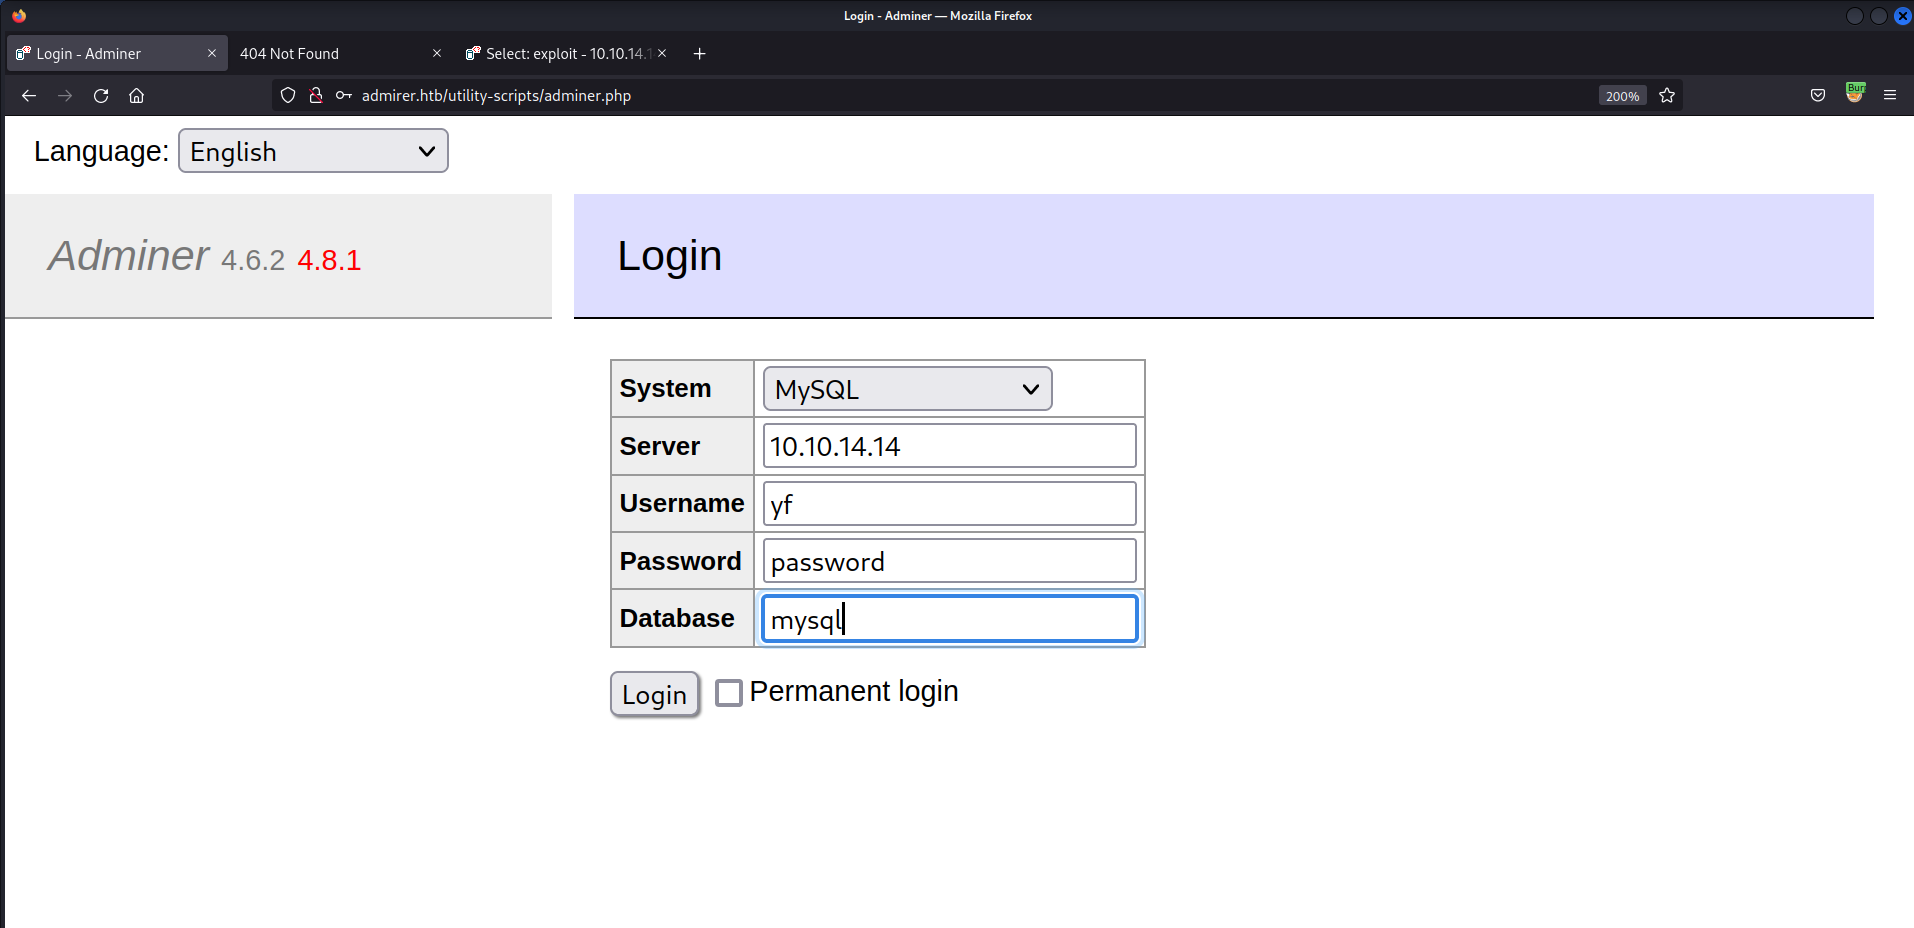 Login - Adminer — Mozilla Firefox
Login - Adminer
404 Not Found
Select: exploit - 10.10.14.1
admirer.htb/utility-scripts/adminer.php
200%
Bur
Language: English
Adminer 4.6.2 4.8.1
Login
System MySQL
Server 10.10.14.14
Username yf
Password password
Database mysql
Login Permanent login